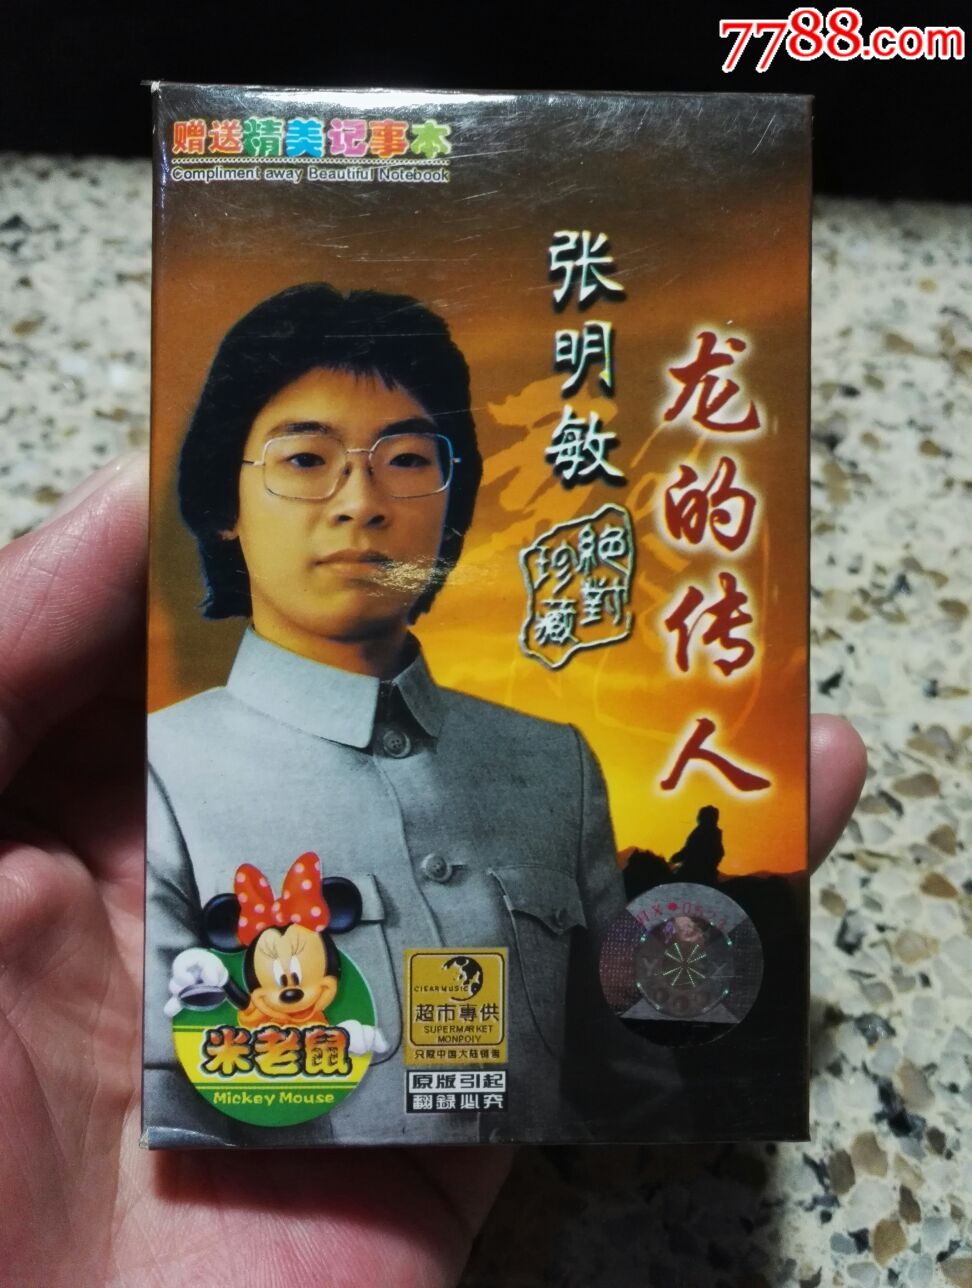 7788.com
赠送精美记事本
Compliment away Beautiful Notebook
张明敏
龙的传人
絕對
珍藏
米老鼠
Mickey Mouse
CIEARMUSIC
超市專供
SUPERMARKET
MONPOIY
只限中国大陆销售
原版引起
翻録必究